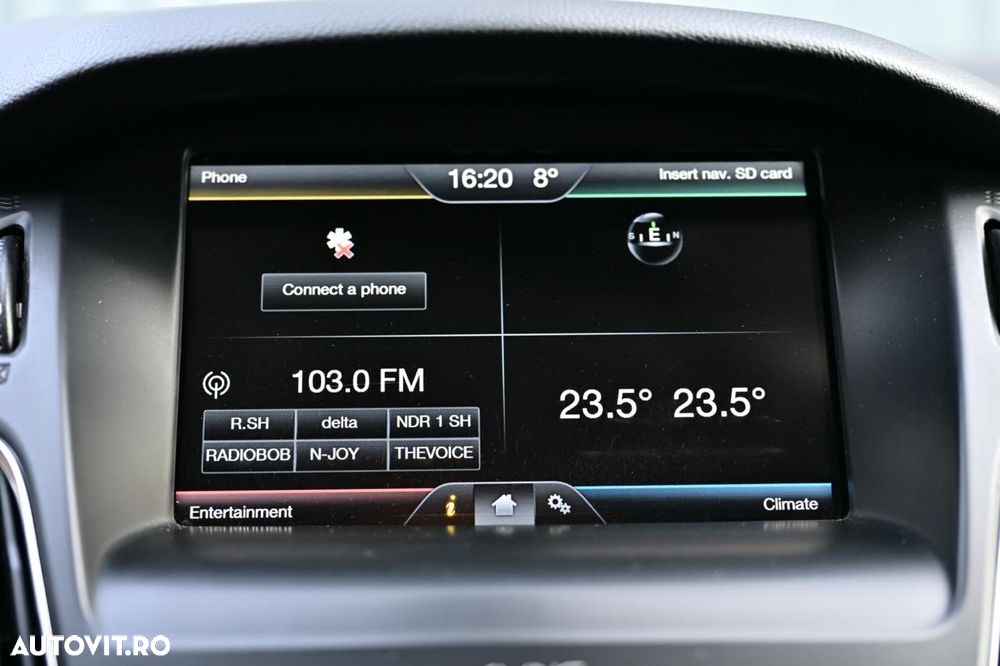 Phone 16:20 8° Insert nav. SD card
S E N
Connect a phone
103.0 FM
R.SH delta NDR 1 SH
RADIOBOB N-JOY THEVOICE
23.5° 23.5°
Entertainment i Climate
AUTOVIT.RO